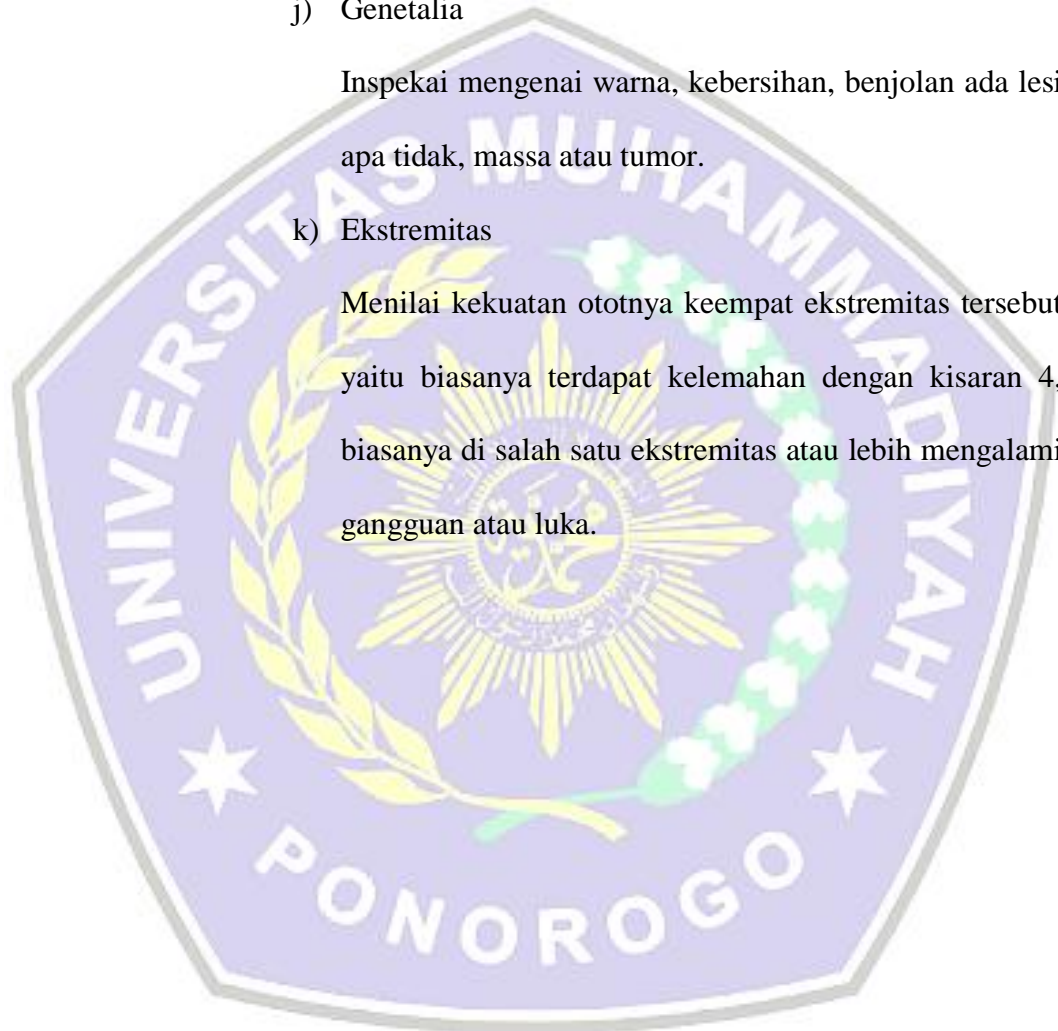 j) Genetalia
Inspekai mengenai warna, kebersihan, benjolan ada lesi
apa tidak, massa atau tumor.
k) Ekstremitas
Menilai kekuatan ototnya keempat ekstremitas tersebut
yaitu biasanya terdapat kelemahan dengan kisaran 4,
biasanya di salah satu ekstremitas atau lebih mengalami
gangguan atau luka.
UNIVERSITAS MUHAMMADIYAH
PONOROGO